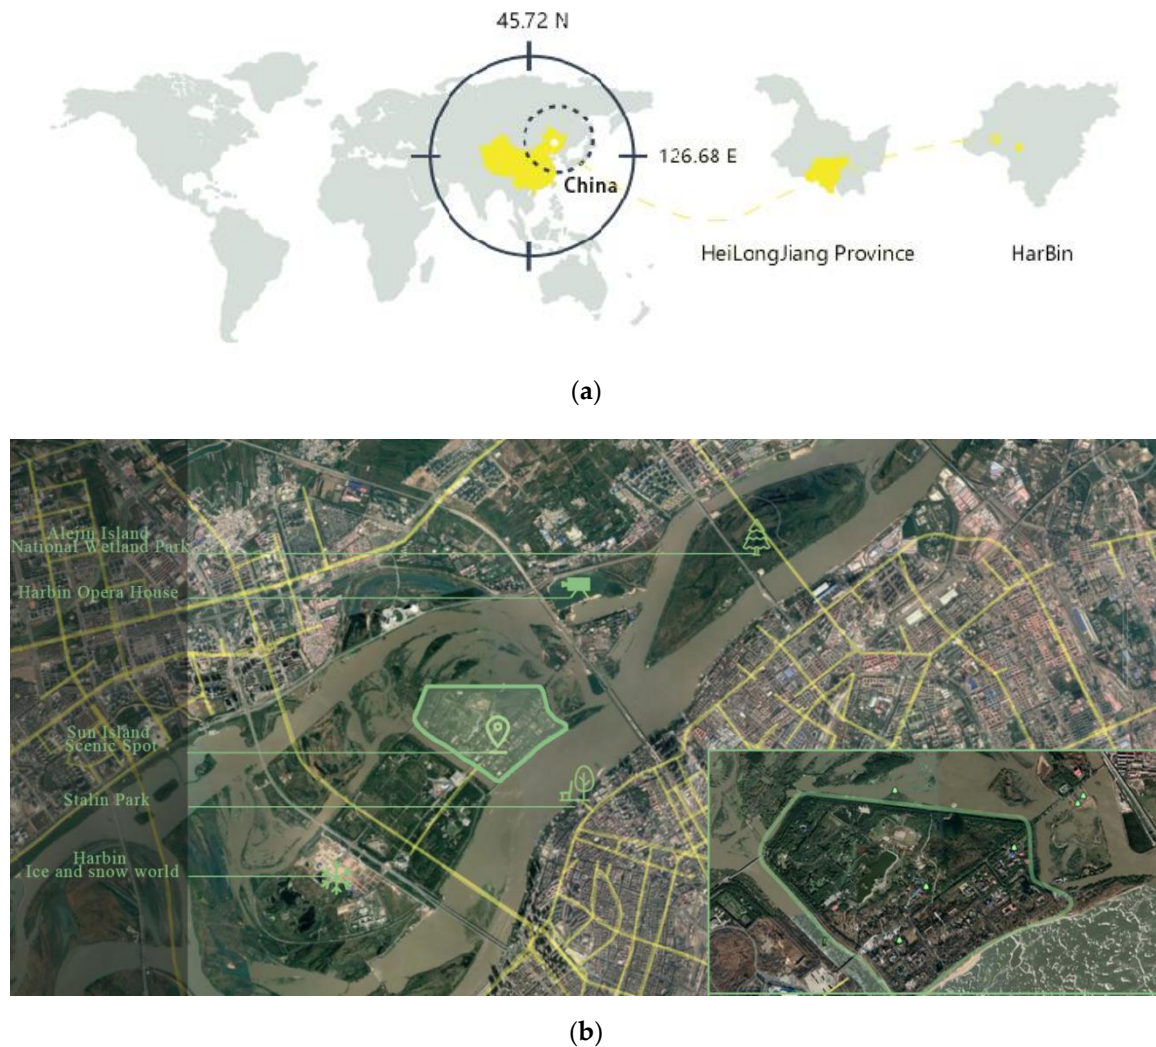 45.72 N
126.68 E
China
HeiLongJiang Province
HarBin
(a)
Alejin Island
National Wetland Park
Harbin Opera House
Sun Island
Scenic Spot
Stalin Park
Harbin
Ice and snow world
(b)